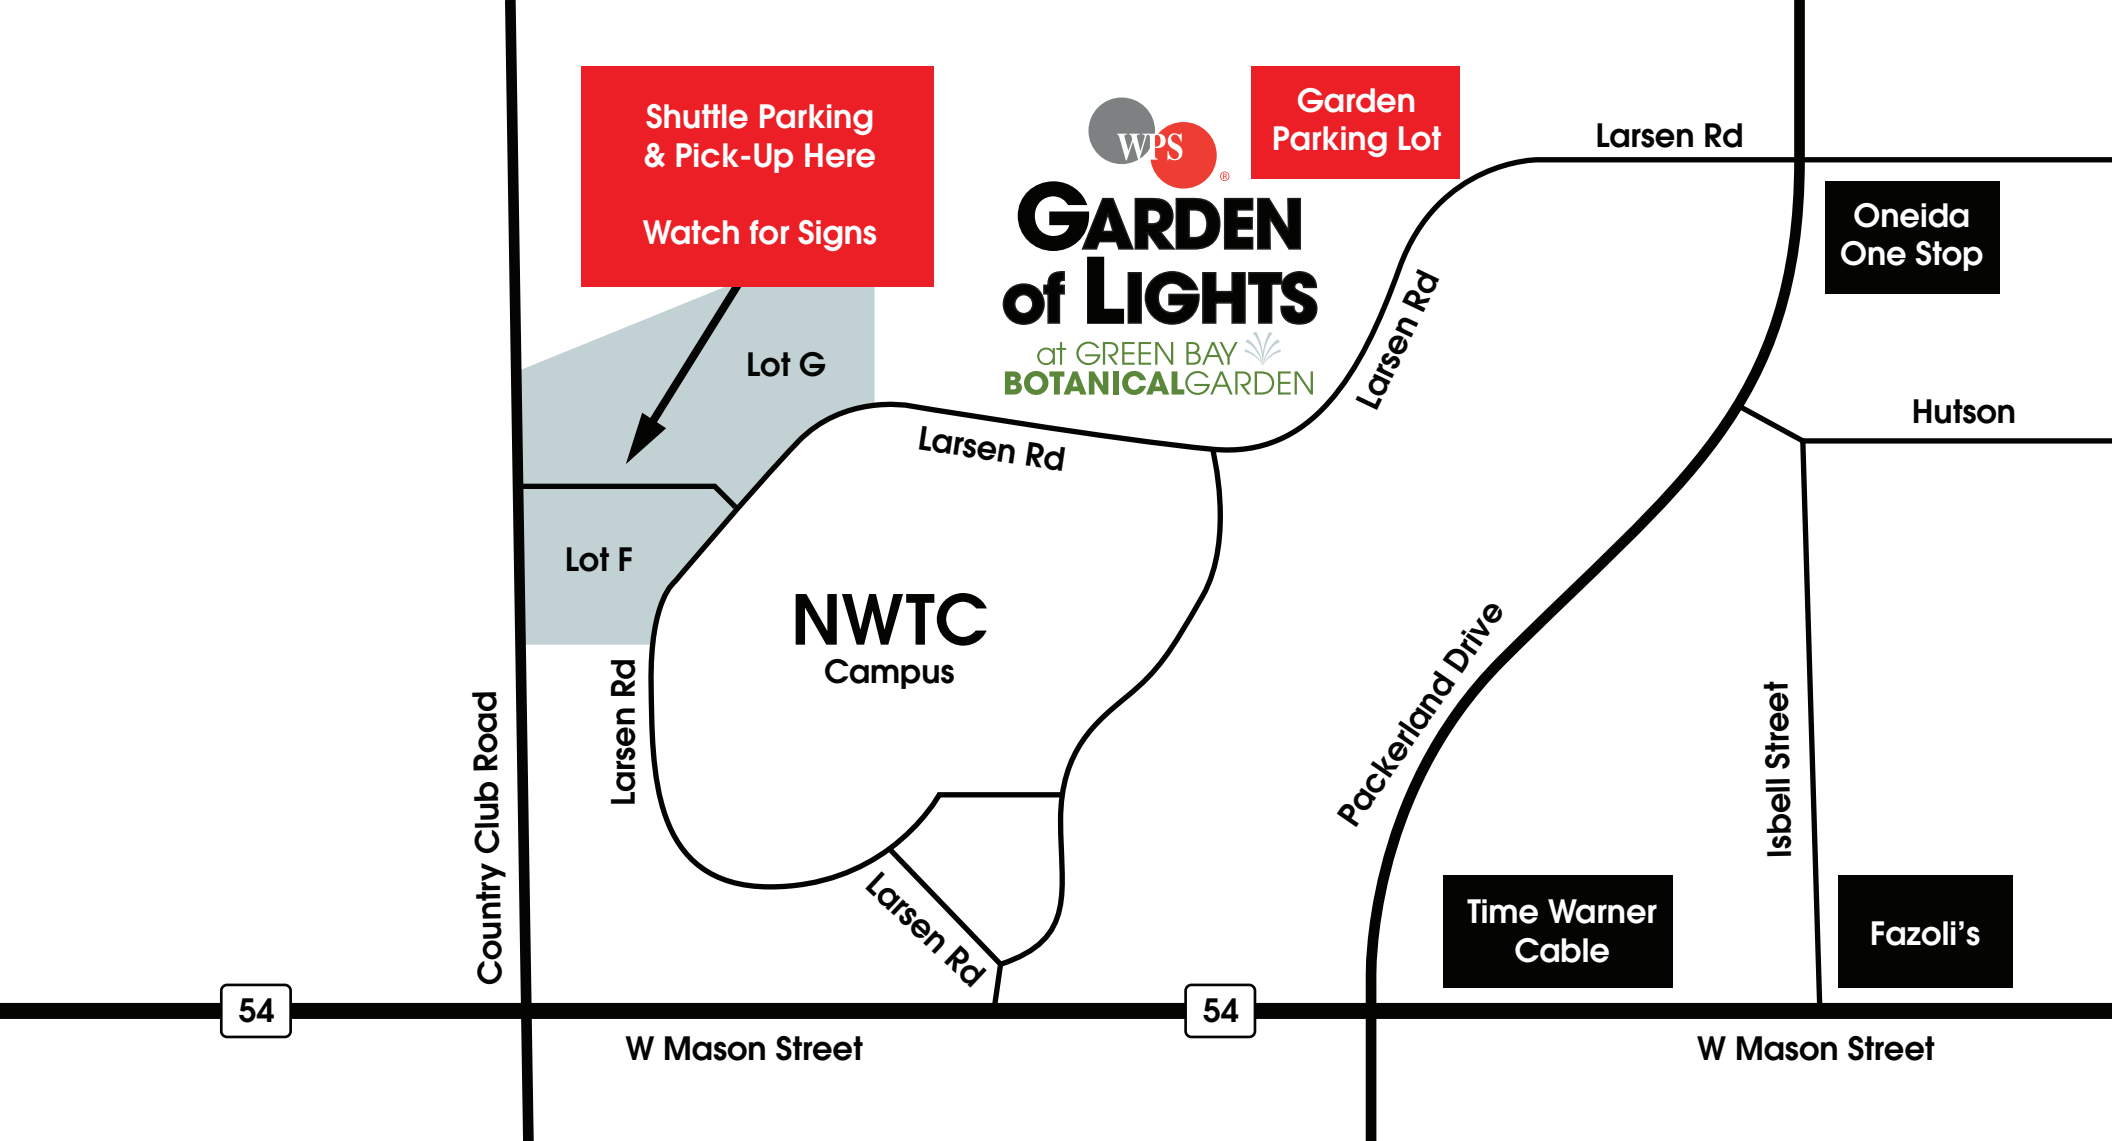 Shuttle Parking
& Pick-Up Here
Watch for Signs
WPS
®
GARDEN
of LIGHTS
at GREEN BAY
BOTANICALGARDEN
Garden
Parking Lot
Larsen Rd
Oneida
One Stop
Lot G
Larsen Rd
Larsen Rd
Hutson
Lot F
NWTC
Campus
Larsen Rd
Country Club Road
Packerland Drive
Isbell Street
Larsen Rd
Time Warner
Cable
Fazoli's
54
54
W Mason Street
W Mason Street